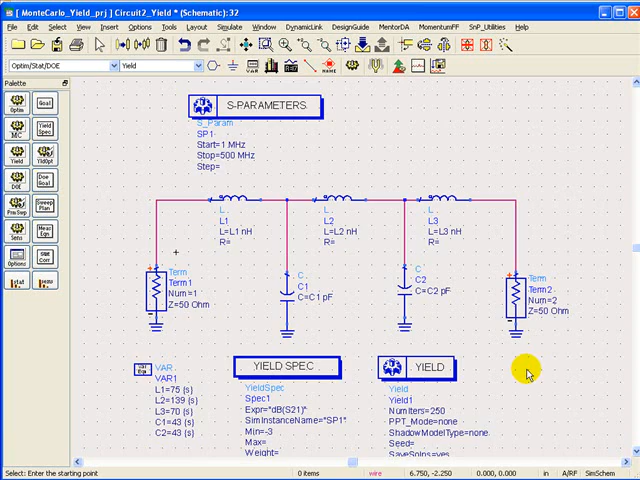 [ MonteCarlo_Yield_prj ] Circuit2_Yield * (Schematic):32
File Edit Select View Insert Options Tools Layout Simulate Window DynamicLink DesignGuide MentorDA MomentumFF SnP_Utilities Help
Optim/Stat/DOE Yield
VAR
NAME
Palette
Optim Goal
MC Yield Spec
Yield YldOpt
DOE Doe Goal
PrmSwp Sweep Plan
Sens Meas Eqn
Options
S-PARAMETERS
S_Param
SP1
Start=1 MHz
Stop=500 MHz
Step=
L
L1
L=L1 nH
R=
L
L2
L=L2 nH
R=
L
L3
L=L3 nH
R=
Term
Term1
Num=1
Z=50 Ohm
C
C1
C=C1 pF
C
C2
C=C2 pF
Term
Term2
Num=2
Z=50 Ohm
Var Eqn
VAR
VAR1
L1=75 {s}
L2=139 {s}
L3=70 {s}
C1=43 {s}
C2=43 {s}
YIELD SPEC
YieldSpec
Spec1
Expr="dB(S21)"
SimInstanceName="SP1"
Min=-3
Max=
Weight=
YIELD
Yield
Yield1
NumIters=250
PPT_Mode=none
ShadowModelType=none
Seed=
SaveSolns=yes
Select: Enter the starting point 0 items wire 6.750, -2.250 0.000, 0.000 in A/RF SimSchem